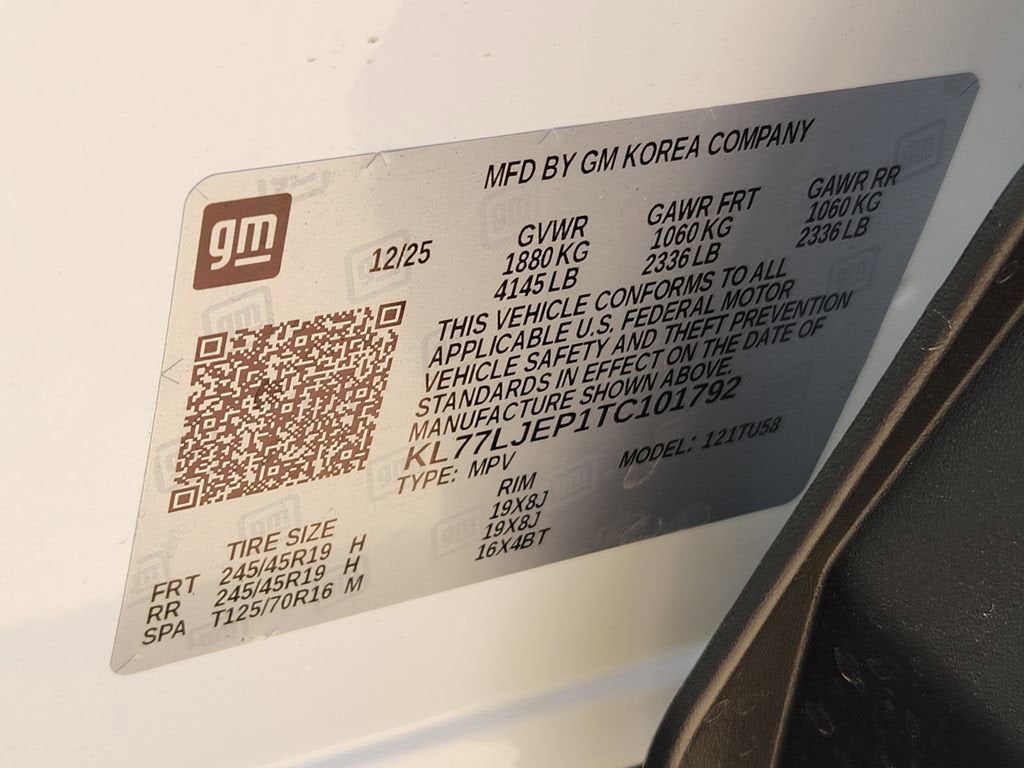 MFD BY GM KOREA COMPANY
gm
12/25
GVWR GAWR FRT GAWR RR
1880 KG 1060 KG 1060 KG
4145 LB 2336 LB 2336 LB
THIS VEHICLE CONFORMS TO ALL
APPLICABLE U.S. FEDERAL MOTOR
VEHICLE SAFETY AND THEFT PREVENTION
STANDARDS IN EFFECT ON THE DATE OF
MANUFACTURE SHOWN ABOVE.
KL77LJEP1TC101792
TYPE: MPV MODEL: 121TU58
TIRE SIZE RIM
FRT 245/45R19 H 19X8J
RR 245/45R19 H 19X8J
SPA T125/70R16 M 16X4BT